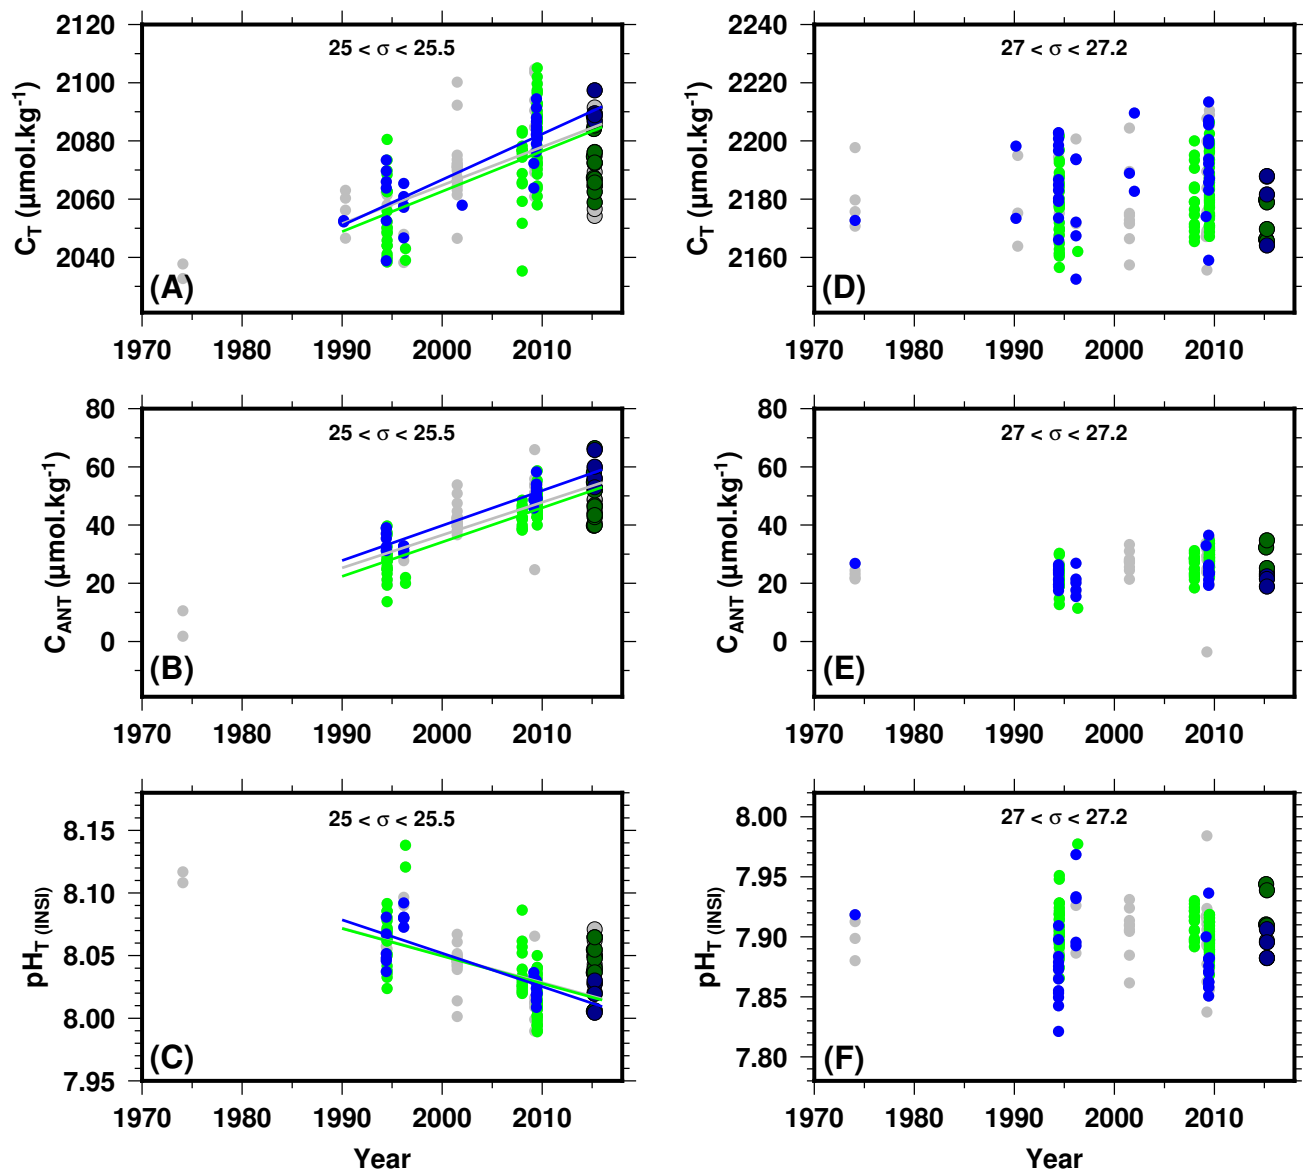 2120
2100
2080
2060
2040
C_T (µmol.kg⁻¹)
25 < σ < 25.5
(A)
1970 1980 1990 2000 2010
2240
2220
2200
2180
2160
C_T (µmol.kg⁻¹)
27 < σ < 27.2
(D)
1970 1980 1990 2000 2010
80
60
40
20
0
C_ANT (µmol.kg⁻¹)
25 < σ < 25.5
(B)
1970 1980 1990 2000 2010
80
60
40
20
0
C_ANT (µmol.kg⁻¹)
27 < σ < 27.2
(E)
1970 1980 1990 2000 2010
8.15
8.10
8.05
8.00
7.95
pH_T (INSI)
25 < σ < 25.5
(C)
1970 1980 1990 2000 2010
Year
8.00
7.95
7.90
7.85
7.80
pH_T (INSI)
27 < σ < 27.2
(F)
1970 1980 1990 2000 2010
Year